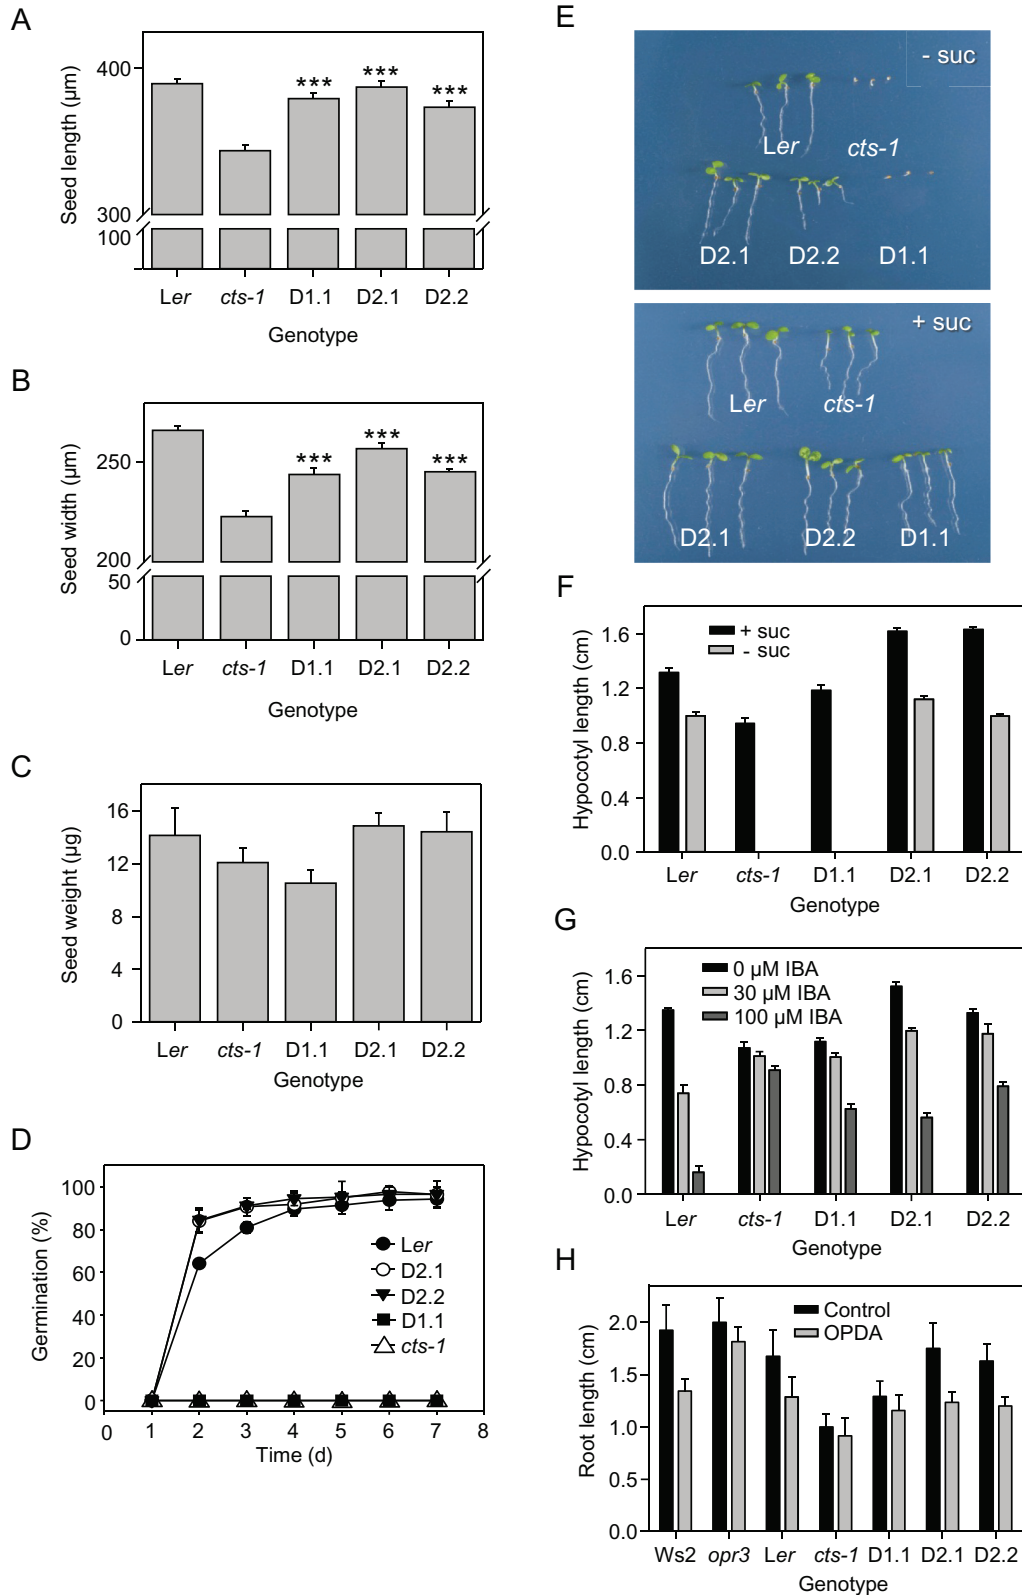 A
Seed length (µm)
400
300
100
Ler cts-1 D1.1 D2.1 D2.2
***
***
***
Genotype
B
Seed width (µm)
250
200
50
0
***
***
***
Ler cts-1 D1.1 D2.1 D2.2
Genotype
C
Seed weight (µg)
16
12
8
4
0
Ler cts-1 D1.1 D2.1 D2.2
Genotype
D
Germination (%)
100
80
60
40
20
0
Ler
D2.1
D2.2
D1.1
cts-1
0 1 2 3 4 5 6 7 8
Time (d)
E
- suc
Ler cts-1
D2.1 D2.2 D1.1
+ suc
Ler cts-1
D2.1 D2.2 D1.1
F
Hypocotyl length (cm)
1.6
1.2
0.8
0.4
0.0
+ suc
- suc
Ler cts-1 D1.1 D2.1 D2.2
Genotype
G
Hypocotyl length (cm)
1.6
1.2
0.8
0.4
0.0
0 µM IBA
30 µM IBA
100 µM IBA
Ler cts-1 D1.1 D2.1 D2.2
Genotype
H
Root length (cm)
2.0
1.5
1.0
0.5
0.0
Control
OPDA
Ws2 opr3 Ler cts-1 D1.1 D2.1 D2.2
Genotype